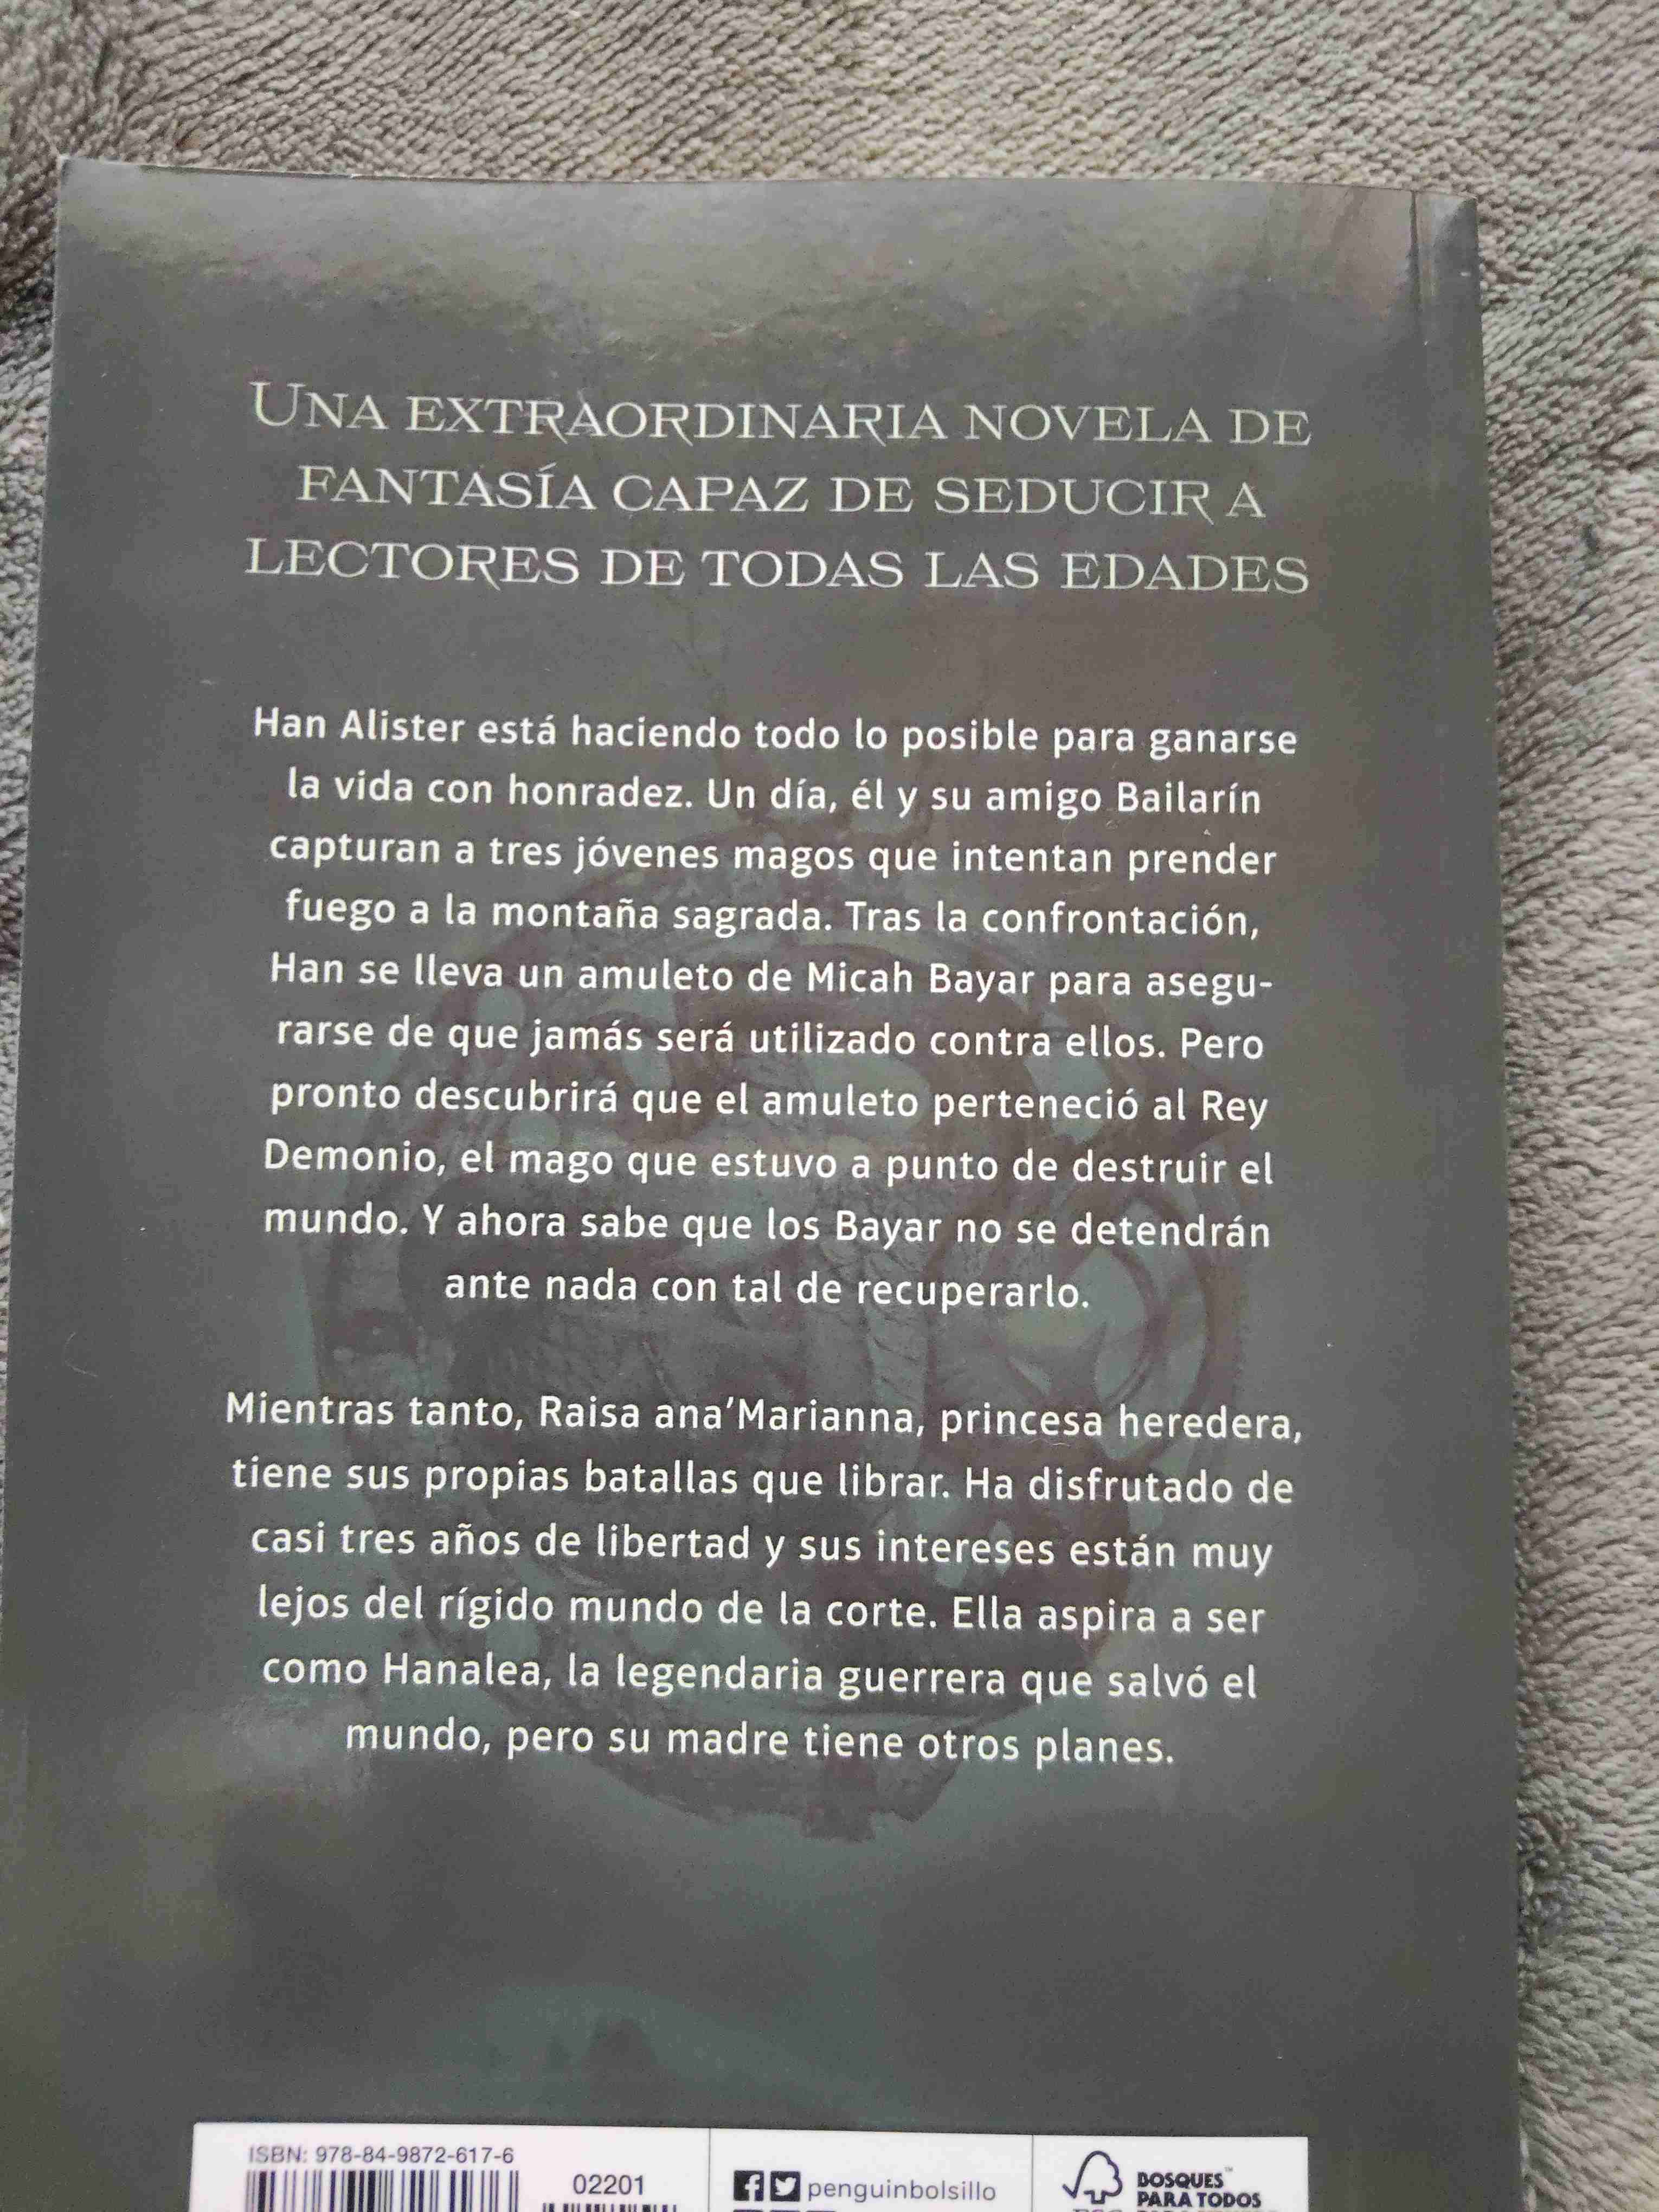 UNA EXTRAORDINARIA NOVELA DE
FANTASÍA CAPAZ DE SEDUCIR A
LECTORES DE TODAS LAS EDADES
Han Alister está haciendo todo lo posible para ganarse
la vida con honradez. Un día, él y su amigo Bailarín
capturan a tres jóvenes magos que intentan prender
fuego a la montaña sagrada. Tras la confrontación,
Han se lleva un amuleto de Micah Bayar para asegu-
rarse de que jamás será utilizado contra ellos. Pero
pronto descubrirá que el amuleto perteneció al Rey
Demonio, el mago que estuvo a punto de destruir el
mundo. Y ahora sabe que los Bayar no se detendrán
ante nada con tal de recuperarlo.
Mientras tanto, Raisa ana’Marianna, princesa heredera,
tiene sus propias batallas que librar. Ha disfrutado de
casi tres años de libertad y sus intereses están muy
lejos del rígido mundo de la corte. Ella aspira a ser
como Hanalea, la legendaria guerrera que salvó el
mundo, pero su madre tiene otros planes.
ISBN: 978-84-9872-617-6
02201
penguinbolsillo
BOSQUES™
PARA TODOS